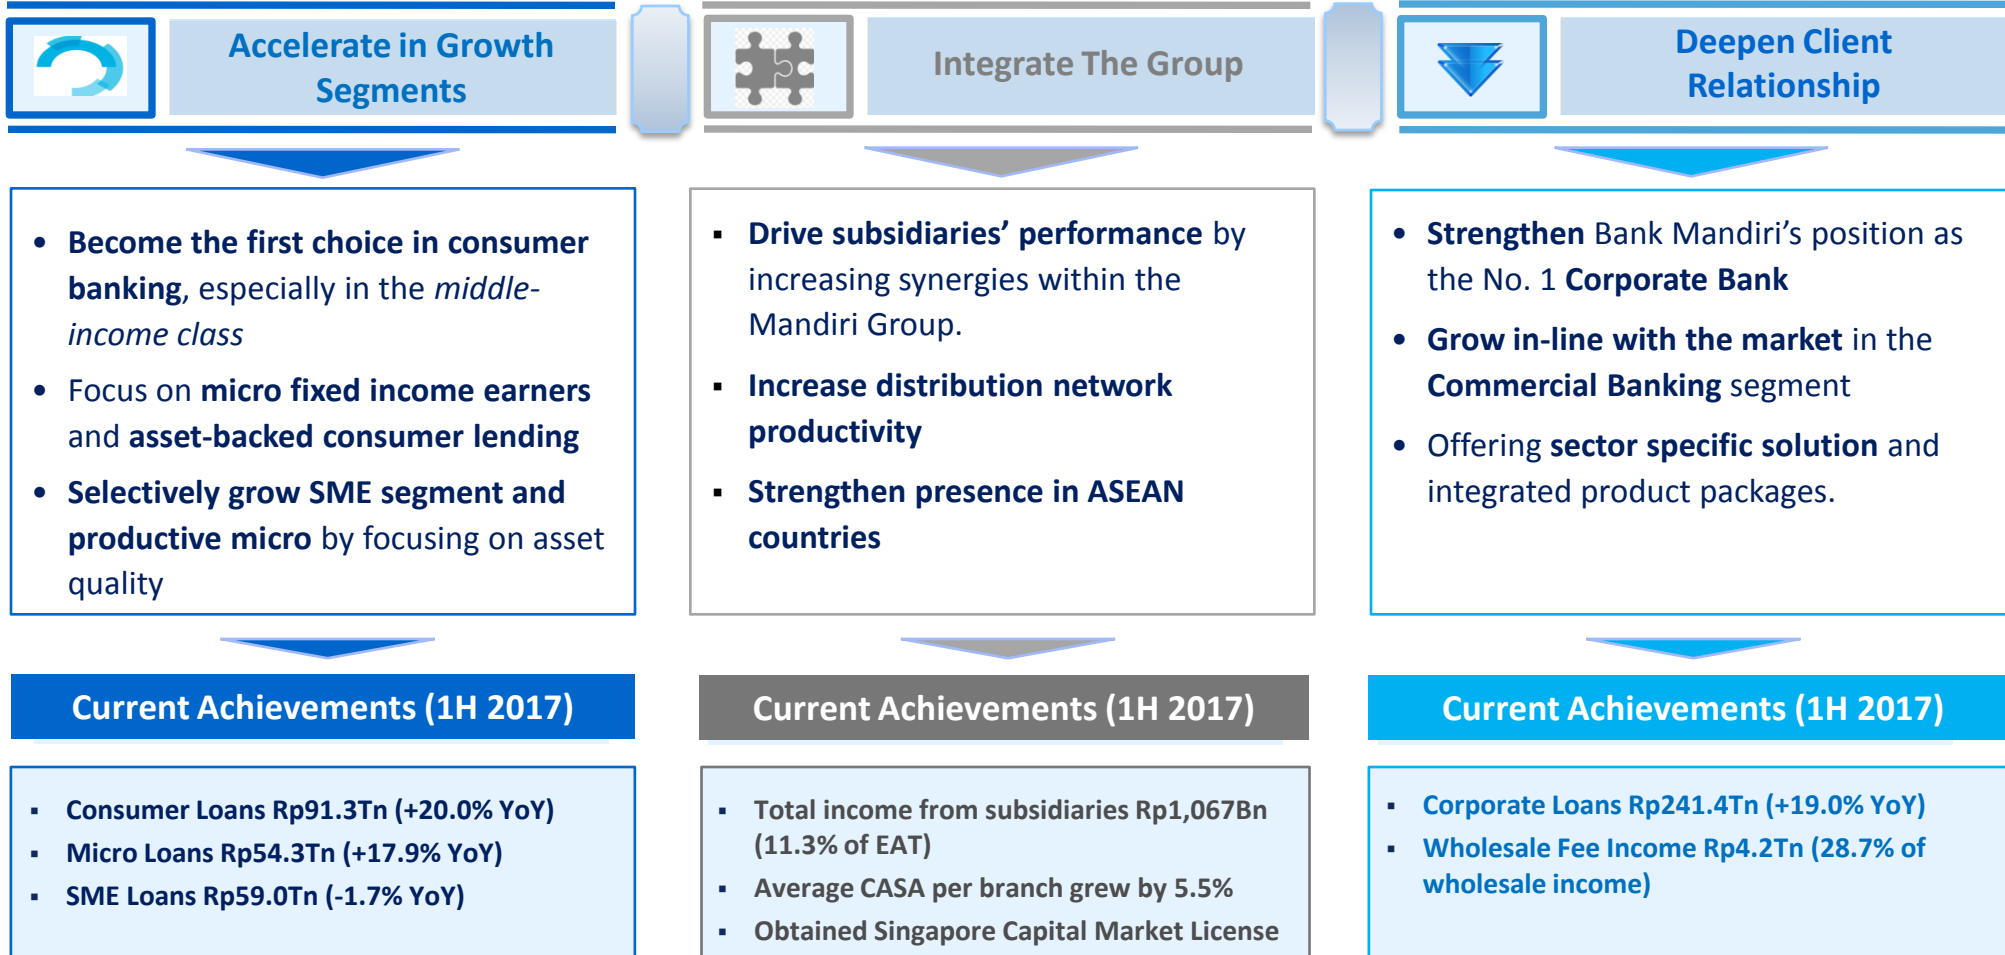 Accelerate in Growth
Segments
Integrate The Group
Deepen Client
Relationship
• Become the first choice in consumer
banking, especially in the middle-
income class
• Focus on micro fixed income earners
and asset-backed consumer lending
• Selectively grow SME segment and
productive micro by focusing on asset
quality
▪ Drive subsidiaries’ performance by
increasing synergies within the
Mandiri Group.
▪ Increase distribution network
productivity
▪ Strengthen presence in ASEAN
countries
• Strengthen Bank Mandiri’s position as
the No. 1 Corporate Bank
• Grow in-line with the market in the
Commercial Banking segment
• Offering sector specific solution and
integrated product packages.
Current Achievements (1H 2017)
▪ Consumer Loans Rp91.3Tn (+20.0% YoY)
▪ Micro Loans Rp54.3Tn (+17.9% YoY)
▪ SME Loans Rp59.0Tn (-1.7% YoY)
Current Achievements (1H 2017)
▪ Total income from subsidiaries Rp1,067Bn
(11.3% of EAT)
▪ Average CASA per branch grew by 5.5%
▪ Obtained Singapore Capital Market License
Current Achievements (1H 2017)
▪ Corporate Loans Rp241.4Tn (+19.0% YoY)
▪ Wholesale Fee Income Rp4.2Tn (28.7% of
wholesale income)